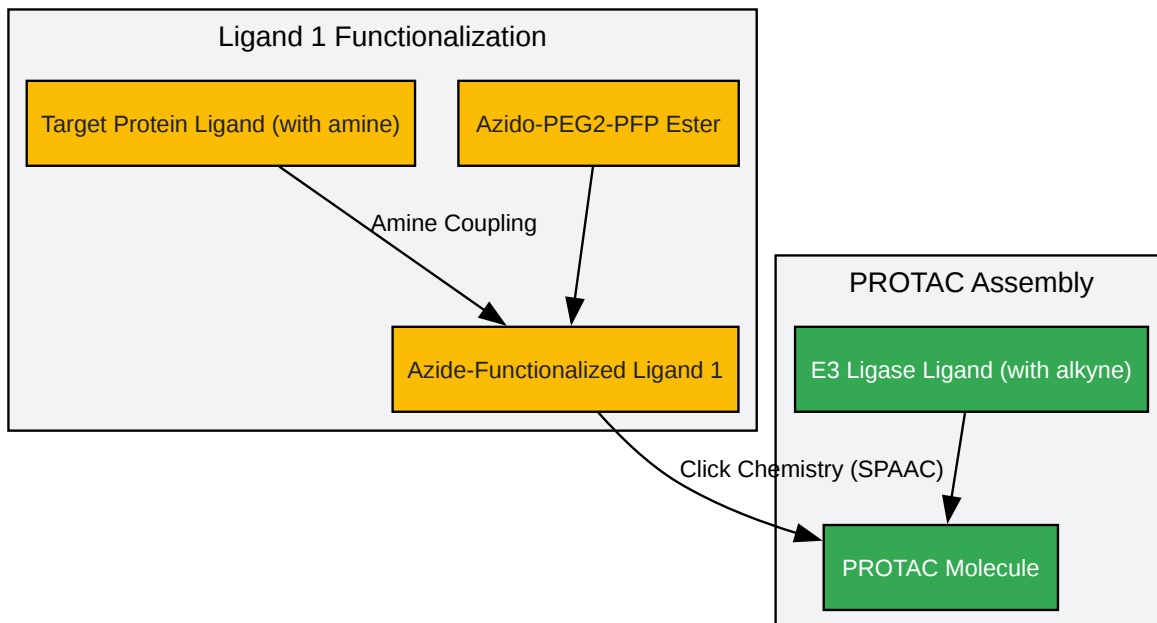 Ligand 1 Functionalization
Target Protein Ligand (with amine)
Azido-PEG2-PFP Ester
Amine Coupling
Azide-Functionalized Ligand 1
PROTAC Assembly
E3 Ligase Ligand (with alkyne)
Click Chemistry (SPAAC)
PROTAC Molecule